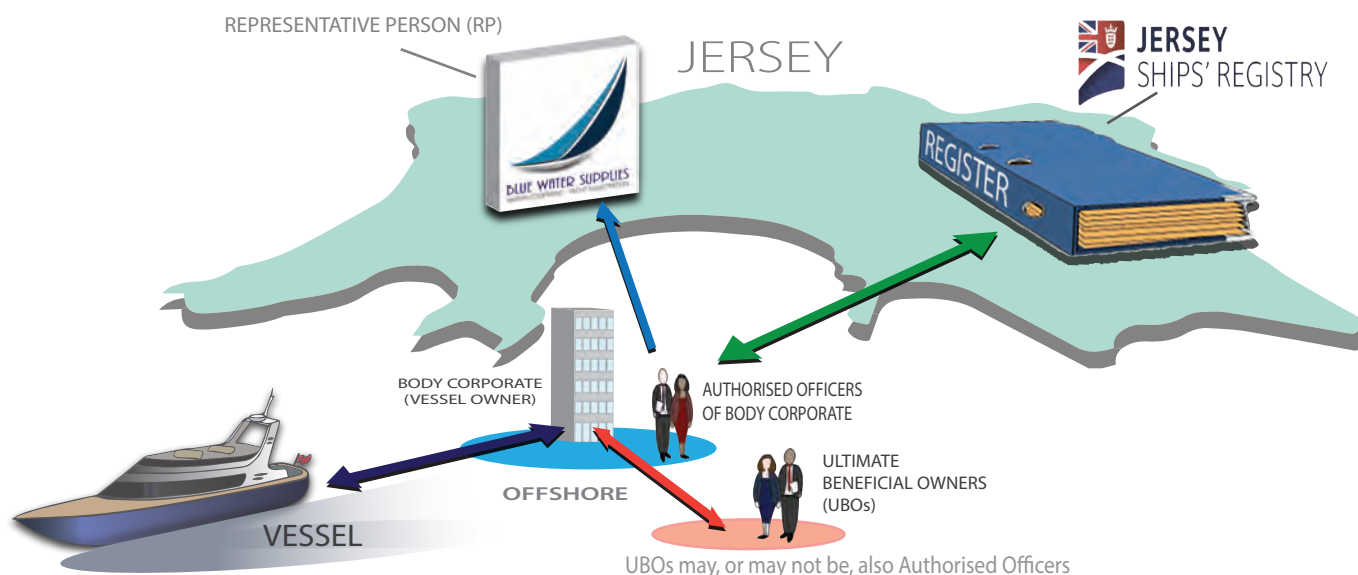 REPRESENTATIVE PERSON (RP)
JERSEY
JERSEY
SHIPS' REGISTRY
REGISTER
BLUE WATER SUPPLIES
BODY CORPORATE
(VESSEL OWNER)
AUTHORISED OFFICERS
OF BODY CORPORATE
OFFSHORE
ULTIMATE
BENEFICIAL OWNERS
(UBOs)
VESSEL
UBOs may, or may not be, also Authorised Officers